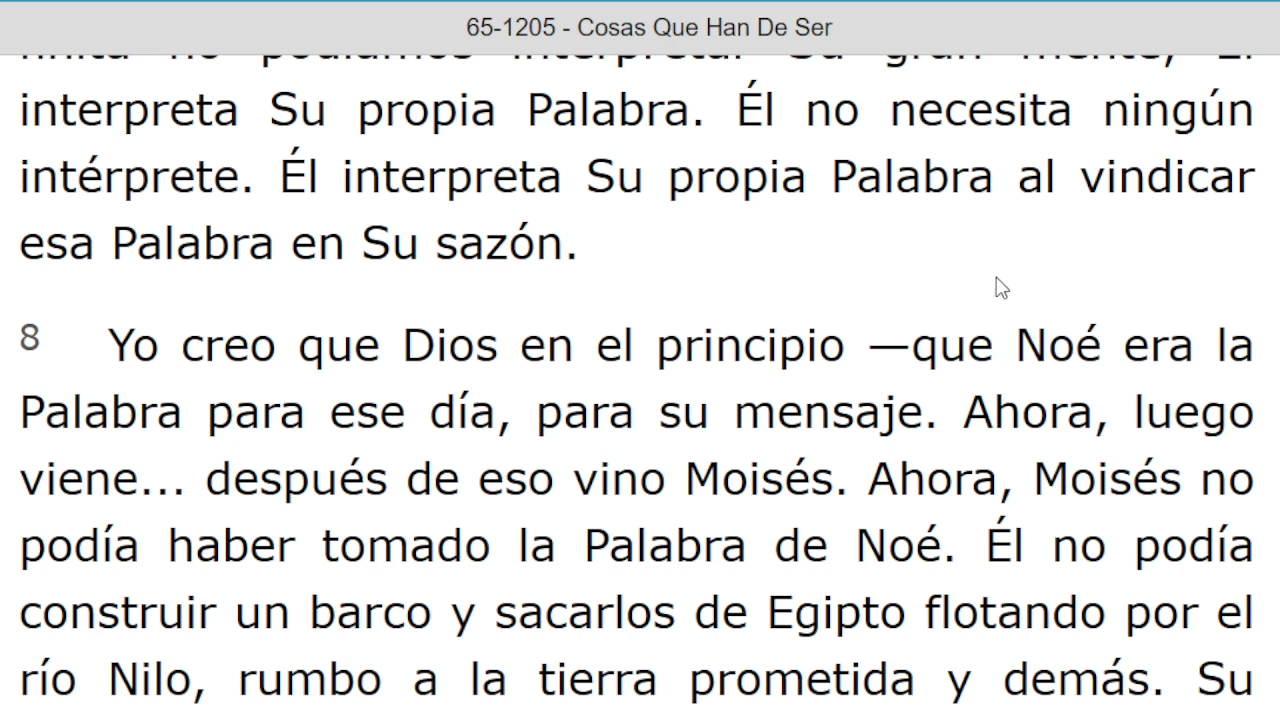 65-1205 - Cosas Que Han De Ser
interpreta Su propia Palabra. Él no necesita ningún
intérprete. Él interpreta Su propia Palabra al vindicar
esa Palabra en Su sazón.
8 Yo creo que Dios en el principio —que Noé era la
Palabra para ese día, para su mensaje. Ahora, luego
viene... después de eso vino Moisés. Ahora, Moisés no
podía haber tomado la Palabra de Noé. Él no podía
construir un barco y sacarlos de Egipto flotando por el
río Nilo, rumbo a la tierra prometida y demás. Su